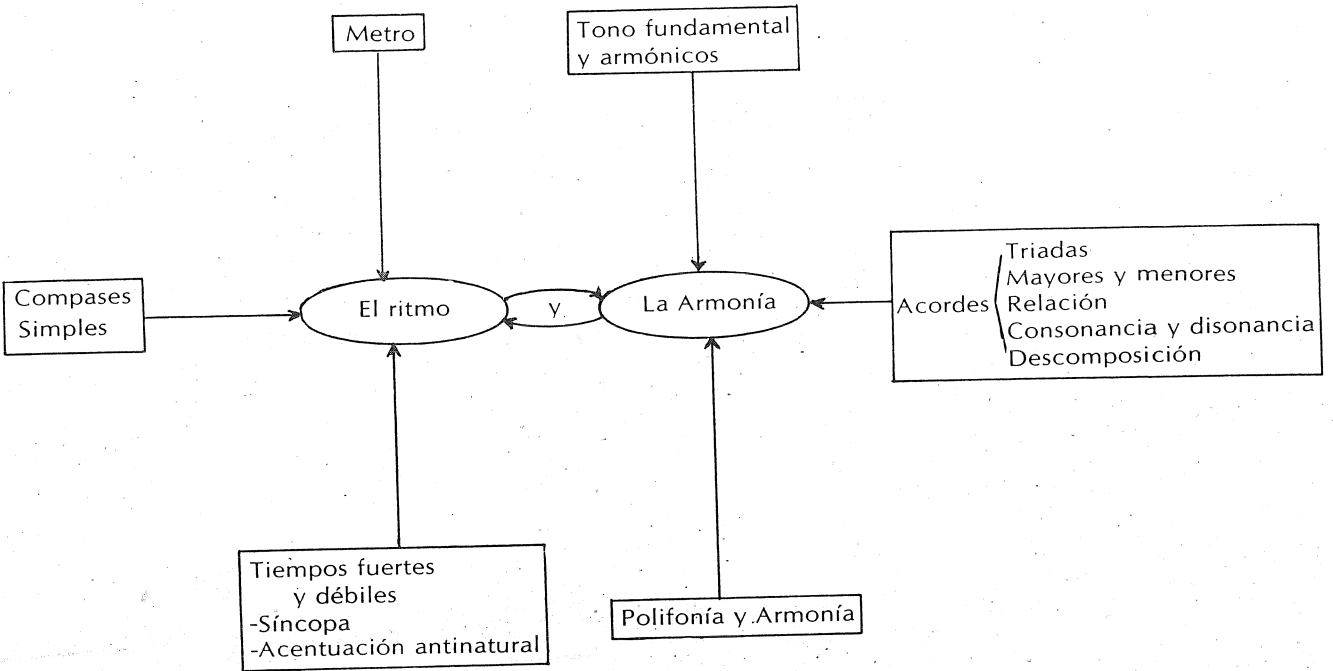 Metro
Tono fundamental
y armónicos
Compases
Simples
El ritmo
y
La Armonía
Acordes
Triadas
Mayores y menores
Relación
Consonancia y disonancia
Descomposición
Tiempos fuertes
y débiles
-Síncopa
-Acentuación antinatural
Polifonía y Armonía